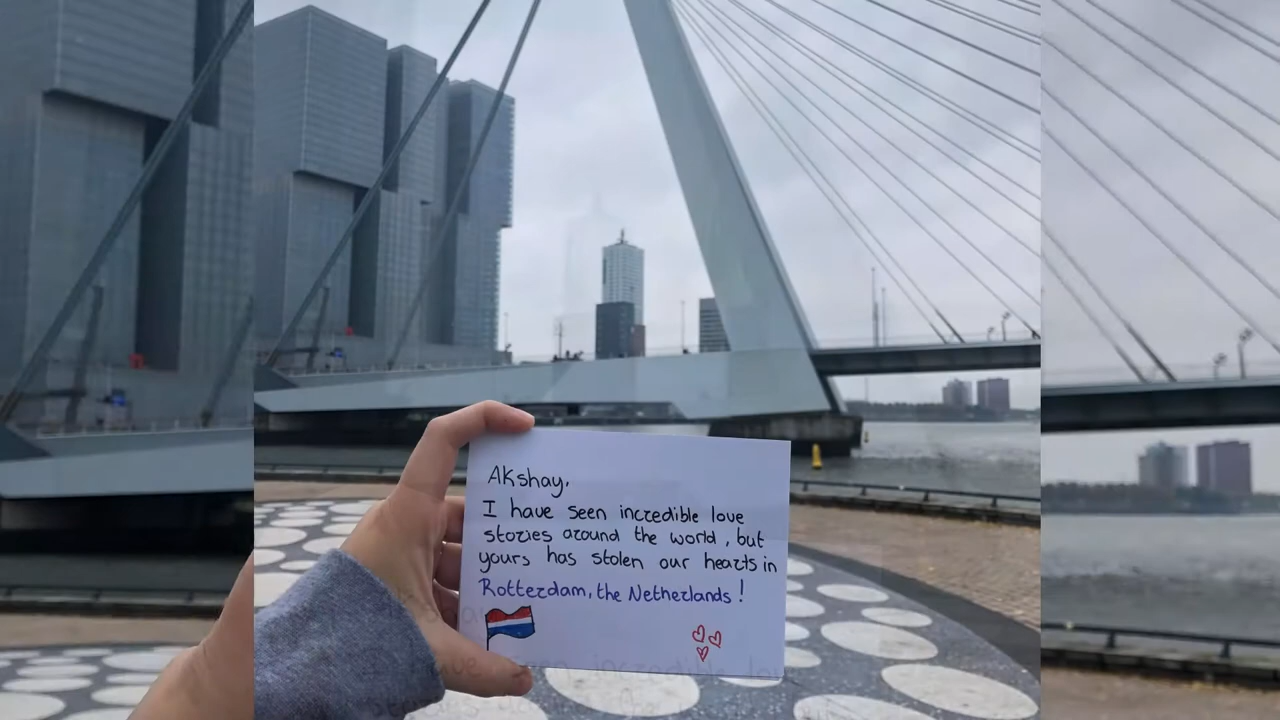 Akshay,
I have seen incredible love
stories around the world, but
yours has stolen our hearts in
Rotterdam, the Netherlands!